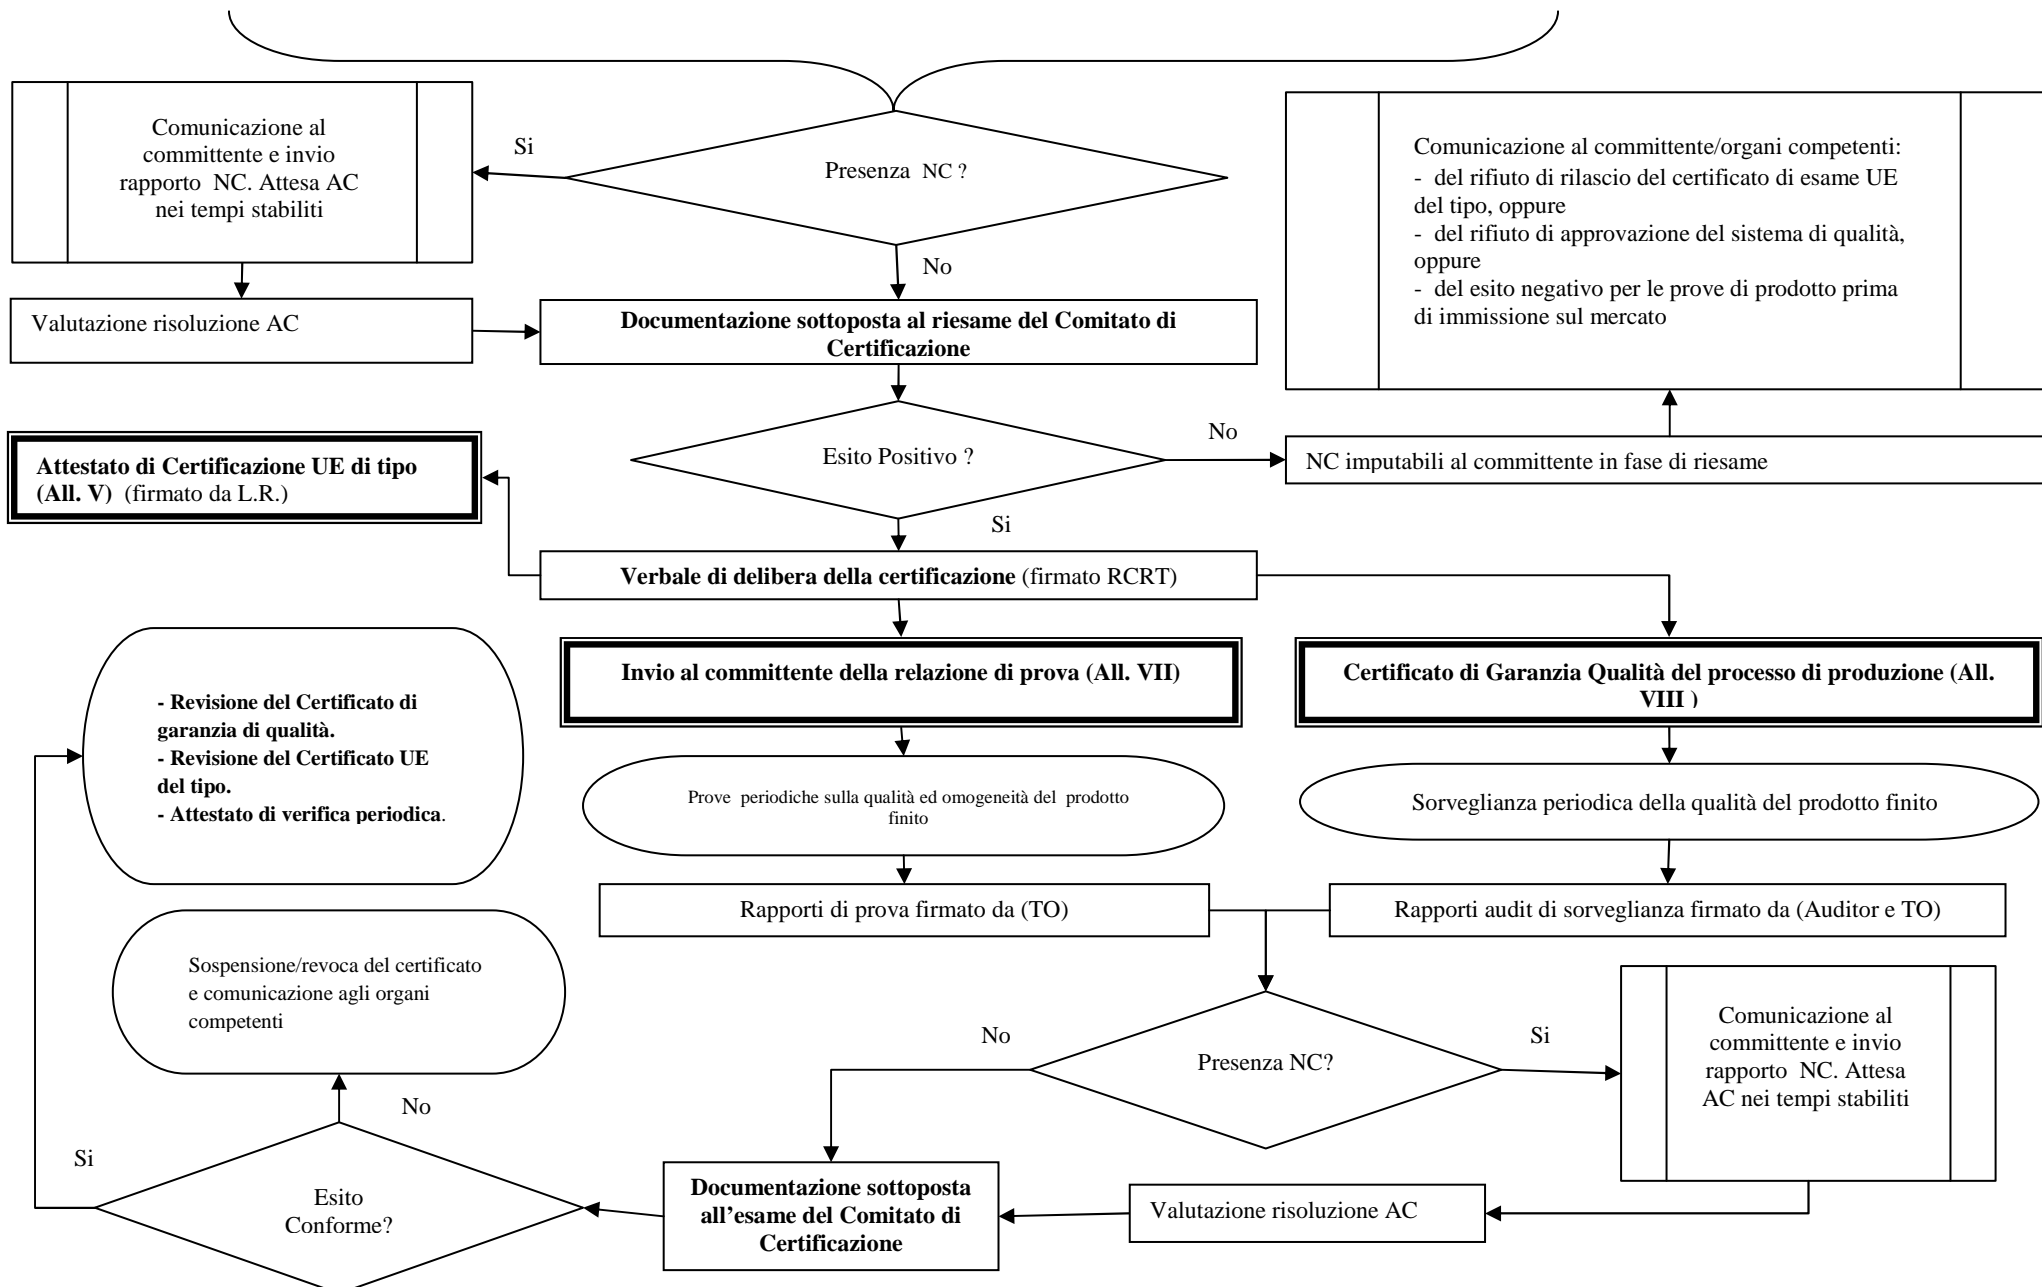 Comunicazione al
committente e invio
rapporto NC. Attesa AC
nei tempi stabiliti
Si
Presenza NC ?
No
Comunicazione al committente/organi competenti:
- del rifiuto di rilascio del certificato di esame UE
del tipo, oppure
- del rifiuto di approvazione del sistema di qualità,
oppure
- del esito negativo per le prove di prodotto prima
di immissione sul mercato
Valutazione risoluzione AC
Documentazione sottoposta al riesame del Comitato di
Certificazione
Esito Positivo ?
No
NC imputabili al committente in fase di riesame
Si
Attestato di Certificazione UE di tipo
(All. V) (firmato da L.R.)
Verbale di delibera della certificazione (firmato RCRT)
Invio al committente della relazione di prova (All. VII)
Certificato di Garanzia Qualità del processo di produzione (All.
VIII )
- Revisione del Certificato di
garanzia di qualità.
- Revisione del Certificato UE
del tipo.
- Attestato di verifica periodica.
Prove periodiche sulla qualità ed omogeneità del prodotto
finito
Sorveglianza periodica della qualità del prodotto finito
Rapporti di prova firmato da (TO)
Rapporti audit di sorveglianza firmato da (Auditor e TO)
Sospensione/revoca del certificato
e comunicazione agli organi
competenti
No
Presenza NC?
Si
Comunicazione al
committente e invio
rapporto NC. Attesa
AC nei tempi stabiliti
No
Si
Esito
Conforme?
Documentazione sottoposta
all'esame del Comitato di
Certificazione
Valutazione risoluzione AC